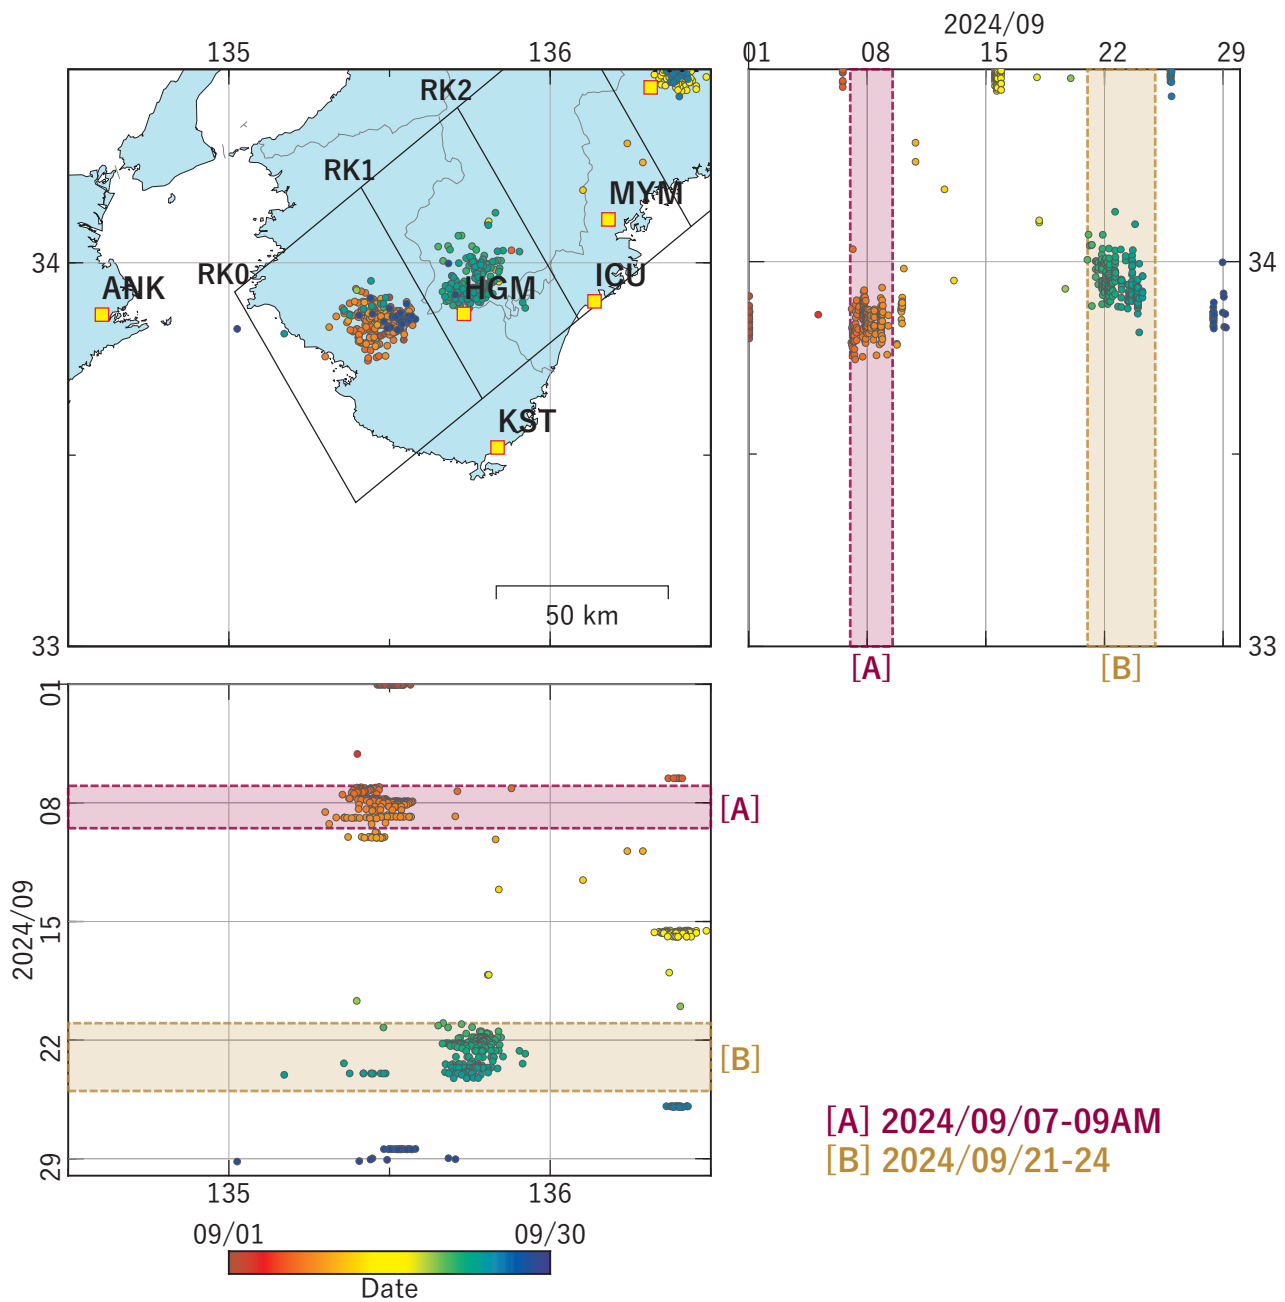 2024/09
135 136
01 08 15 22 29
RK2
RK1
MYM
34
RK0
ICU
34
ANK
HGM
KST
50 km
33
33
[A]
[B]
01
08
[A]
15
2024/09
22
[B]
29
[A] 2024/09/07-09AM
[B] 2024/09/21-24
135 136
09/01 09/30
Date